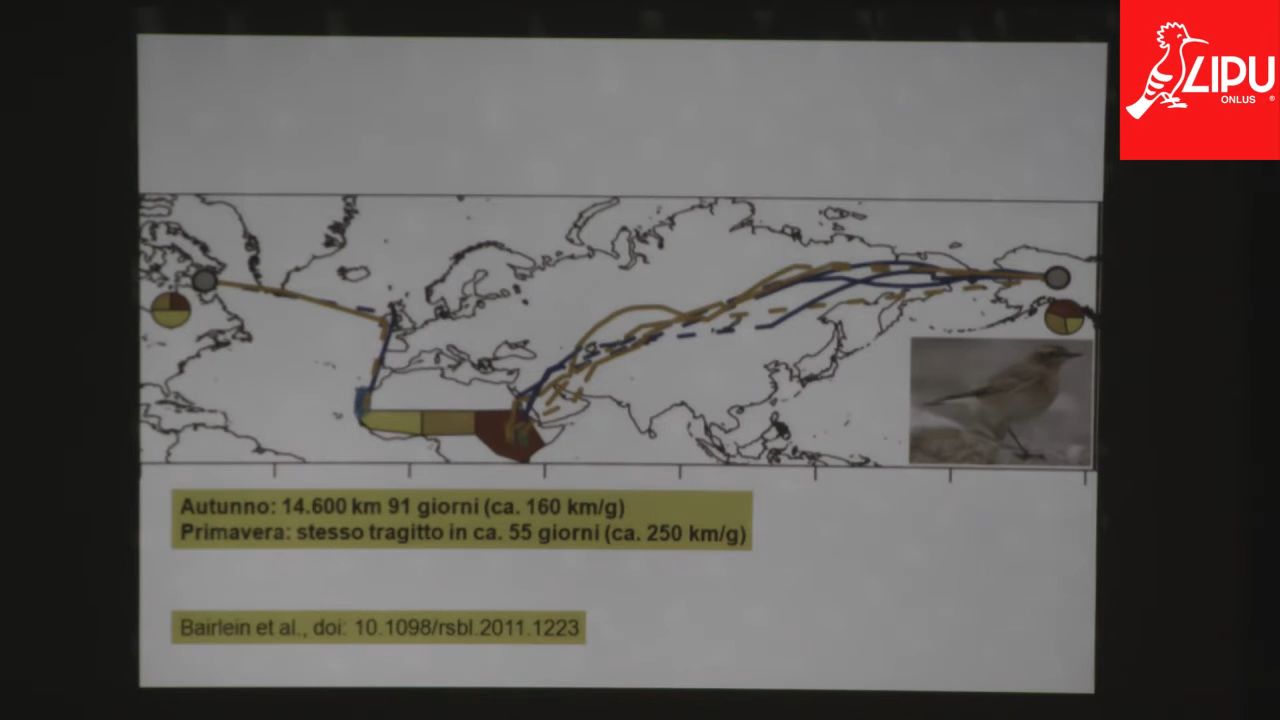 LIPU
ONLUS ®
Autunno: 14.600 km 91 giorni (ca. 160 km/g)
Primavera: stesso tragitto in ca. 55 giorni (ca. 250 km/g)
Bairlein et al., doi: 10.1098/rsbl.2011.1223